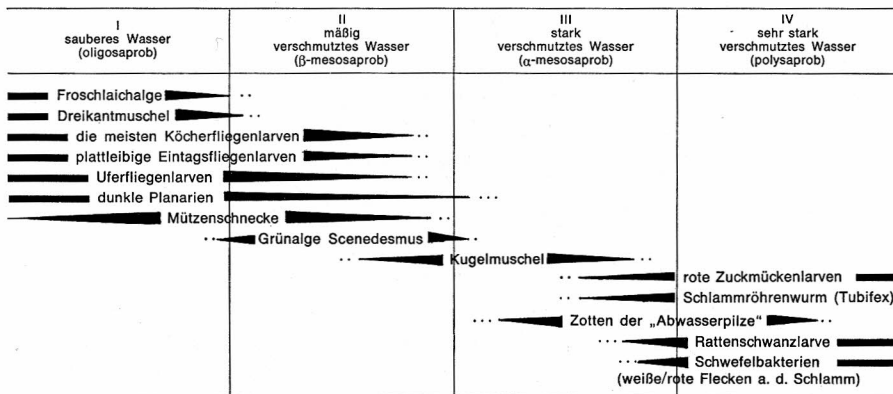 I
sauberes Wasser
(oligosaprob)
II
mäßig
verschmutztes Wasser
(β-mesosaprob)
III
stark
verschmutztes Wasser
(α-mesosaprob)
IV
sehr stark
verschmutztes Wasser
(polysaprob)
Froschlaichalge
Dreikantmuschel
die meisten Köcherfliegenlarven
plattleibige Eintagsfliegenlarven
Uferfliegenlarven
dunkle Planarien
Mützenschnecke
Grünalge Scenedesmus
Kugelmuschel
rote Zuckmückenlarven
Schlammröhrenwurm (Tubifex)
Zotten der „Abwasserpilze“
Rattenschwanzlarve
Schwefelbakterien
(weiße/rote Flecken a. d. Schlamm)